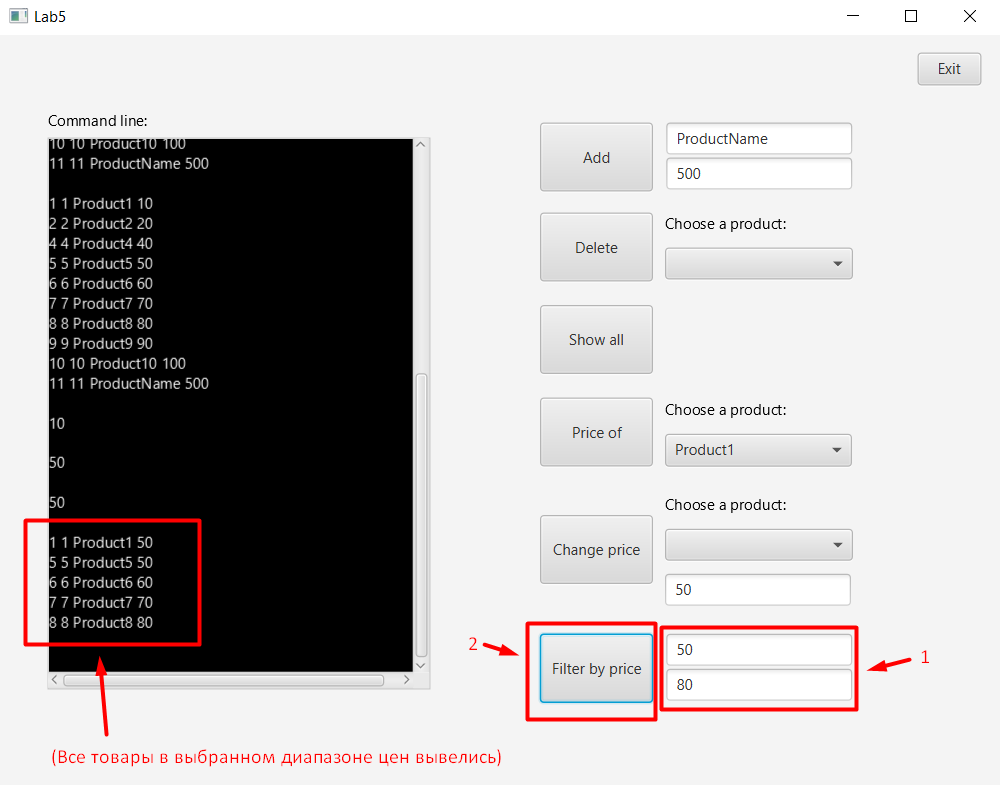 Lab5
Exit
Command line:
10 10 Product10 100
11 11 ProductName 500
1 1 Product1 10
2 2 Product2 20
4 4 Product4 40
5 5 Product5 50
6 6 Product6 60
7 7 Product7 70
8 8 Product8 80
9 9 Product9 90
10 10 Product10 100
11 11 ProductName 500
10
50
50
1 1 Product1 50
5 5 Product5 50
6 6 Product6 60
7 7 Product7 70
8 8 Product8 80
(Все товары в выбранном диапазоне цен вывелись)
Add
ProductName
500
Delete
Choose a product:
Show all
Price of
Choose a product:
Product1
Change price
Choose a product:
50
2
Filter by price
50
80
1